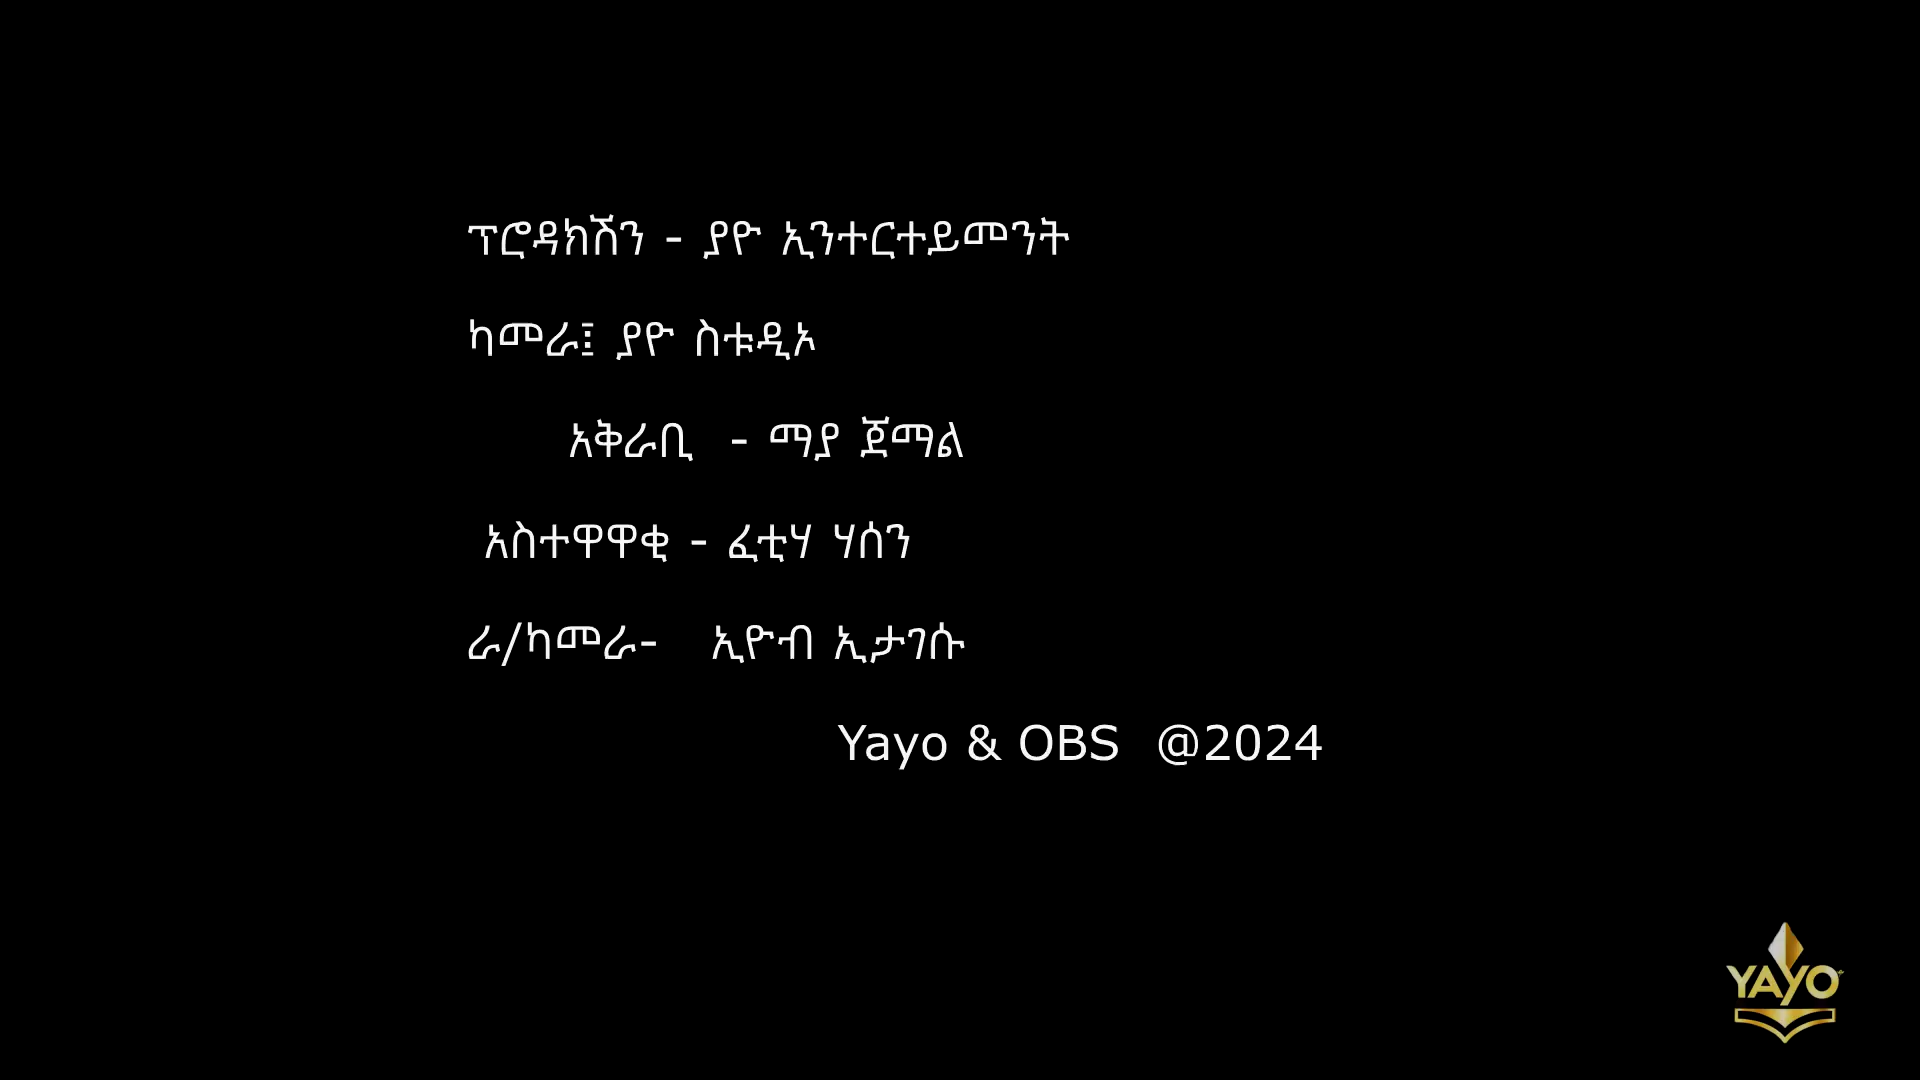 ፕሮዳክሽን - ያዮ ኢንተርተይመንት
ካመራ፤ ያዮ ስቱዲኦ
አቅራቢ - ማያ ጀማል
አስተዋዋቂ - ፈቲሃ ሃሰን
ራ/ካመራ- ኢዮብ ኢታገሱ
Yayo & OBS @2024
YAYO